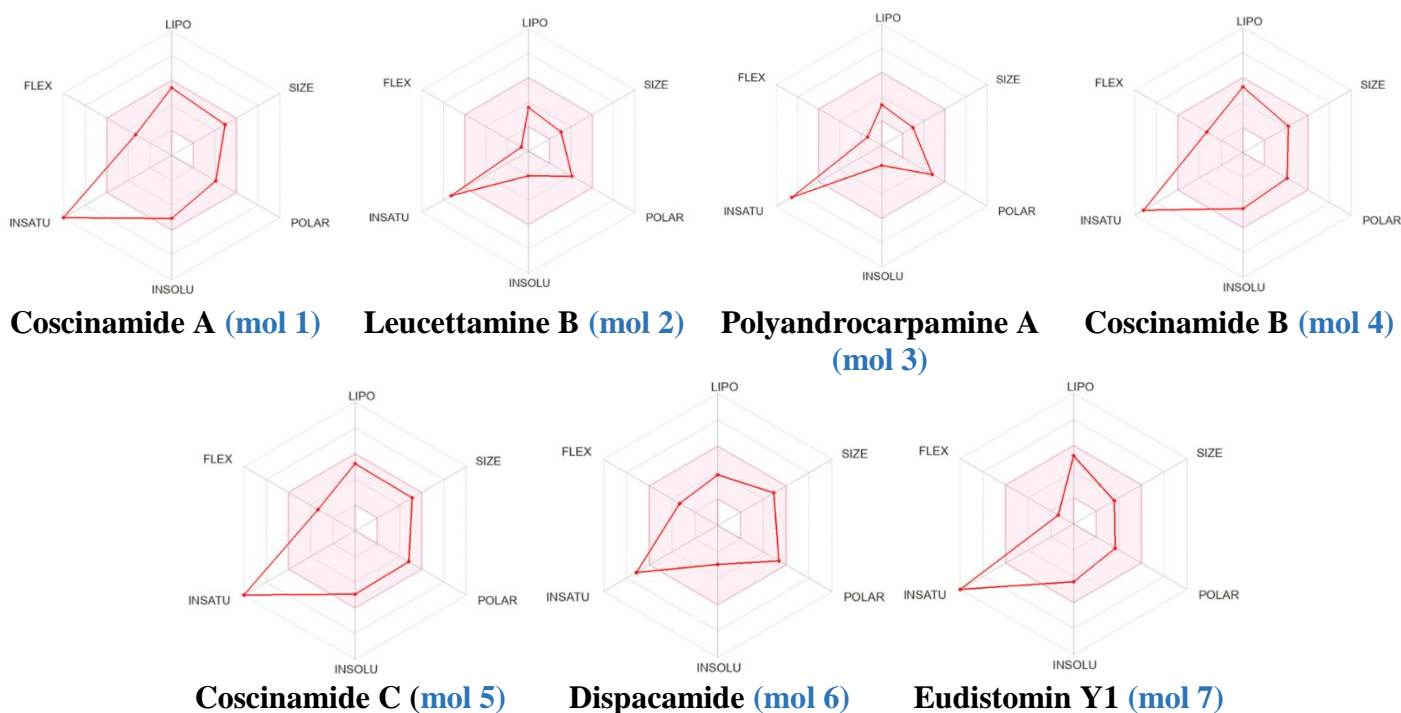 LIPO
FLEX
SIZE
INSATU
POLAR
INSOLU
Coscinamide A (mol 1)
LIPO
FLEX
SIZE
INSATU
POLAR
INSOLU
Leucettamine B (mol 2)
LIPO
FLEX
SIZE
INSATU
POLAR
INSOLU
Polyandrocarpamine A
(mol 3)
LIPO
FLEX
SIZE
INSATU
POLAR
INSOLU
Coscinamide B (mol 4)
LIPO
FLEX
SIZE
INSATU
POLAR
INSOLU
Coscinamide C (mol 5)
LIPO
FLEX
SIZE
INSATU
POLAR
INSOLU
Dispacamide (mol 6)
LIPO
FLEX
SIZE
INSATU
POLAR
INSOLU
Eudistomin Y1 (mol 7)